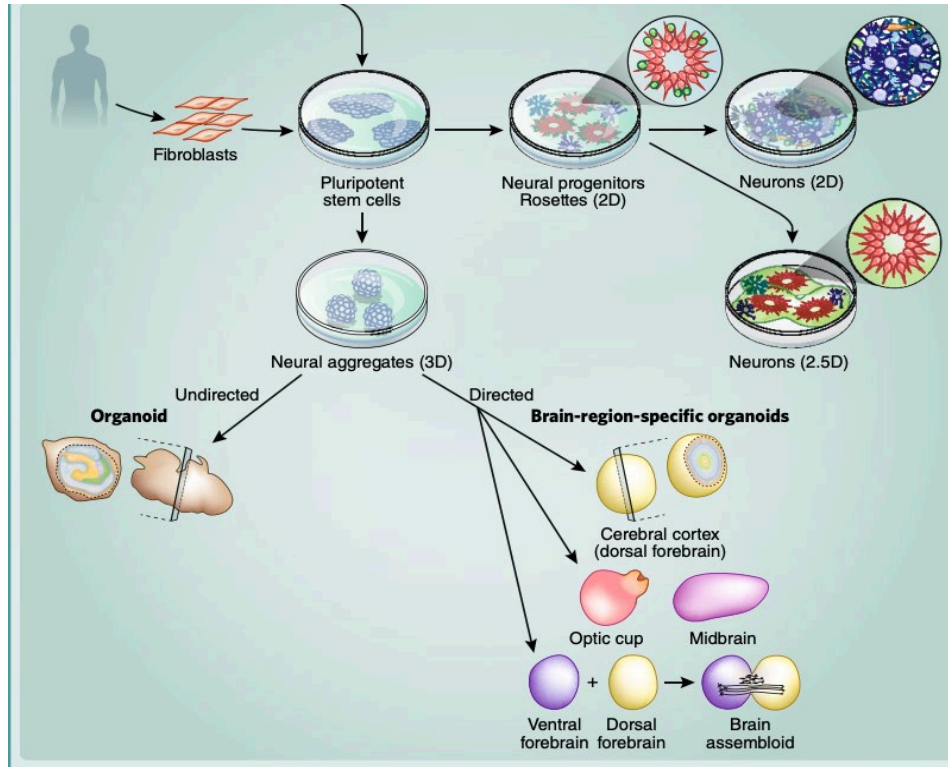 Fibroblasts
Pluripotent
stem cells
Neural progenitors
Rosettes (2D)
Neurons (2D)
Neural aggregates (3D)
Neurons (2.5D)
Undirected
Directed
Organoid
Brain-region-specific organoids
Cerebral cortex
(dorsal forebrain)
Optic cup
Midbrain
+
Ventral
forebrain
Dorsal
forebrain
Brain
assembloid